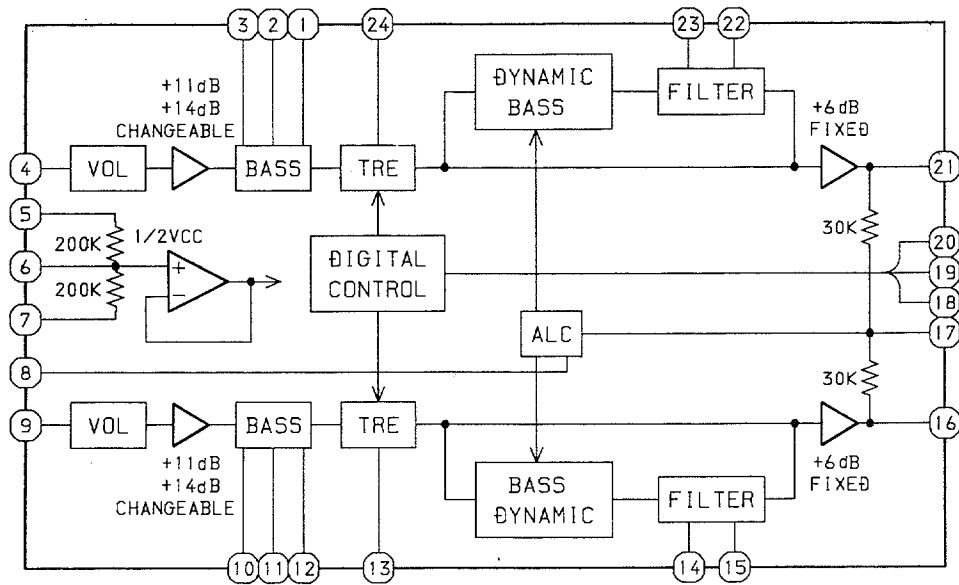 3 2 1 24 23 22
+11dB
+14dB
CHANGEABLE
DYNAMIC
BASS
FILTER
+6dB
FIXED
4 VOL BASS TRE 21
5
200K 1/2VCC
30K
6 +
−
200K
DIGITAL
CONTROL
20
19
18
7
ALC 17
8
30K
9 VOL BASS TRE 16
+11dB
+14dB
CHANGEABLE
BASS
DYNAMIC
FILTER
+6dB
FIXED
10 11 12 13 14 15